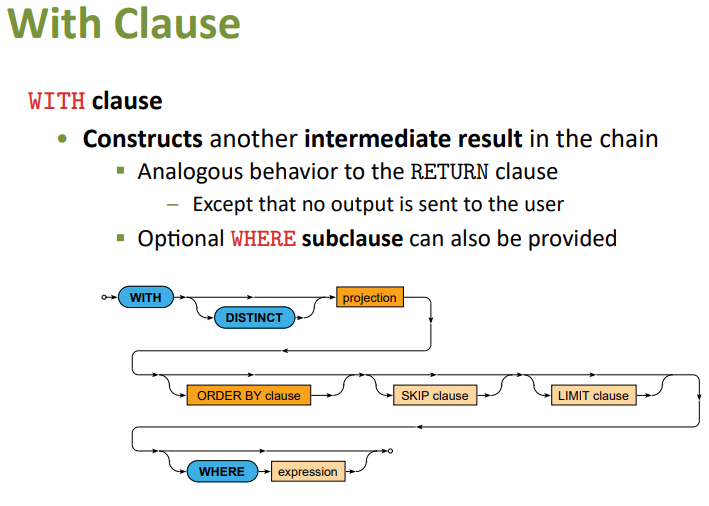 With Clause
WITH clause
• Constructs another intermediate result in the chain
▪ Analogous behavior to the RETURN clause
– Except that no output is sent to the user
▪ Optional WHERE subclause can also be provided
WITH
projection
DISTINCT
ORDER BY clause
SKIP clause
LIMIT clause
WHERE
expression